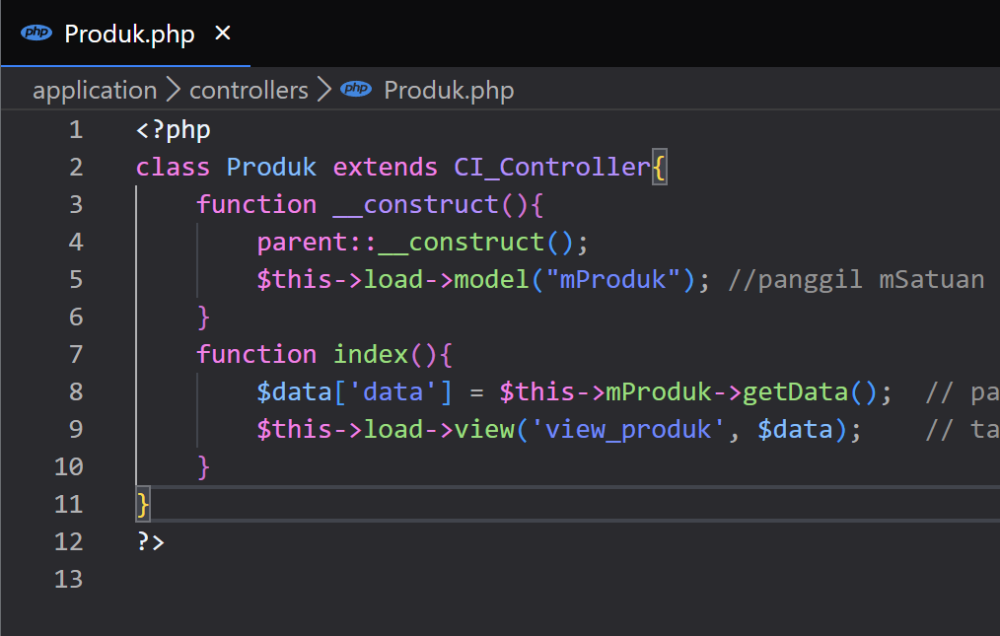 php Produk.php ×
application > controllers > php Produk.php
1 <?php
2 class Produk extends CI_Controller{
3 function __construct(){
4 parent::__construct();
5 $this->load->model("mProduk"); //panggil mSatuan
6 }
7 function index(){
8 $data['data'] = $this->mProduk->getData(); // pa
9 $this->load->view('view_produk', $data); // ta
10 }
11 }
12 ?>
13